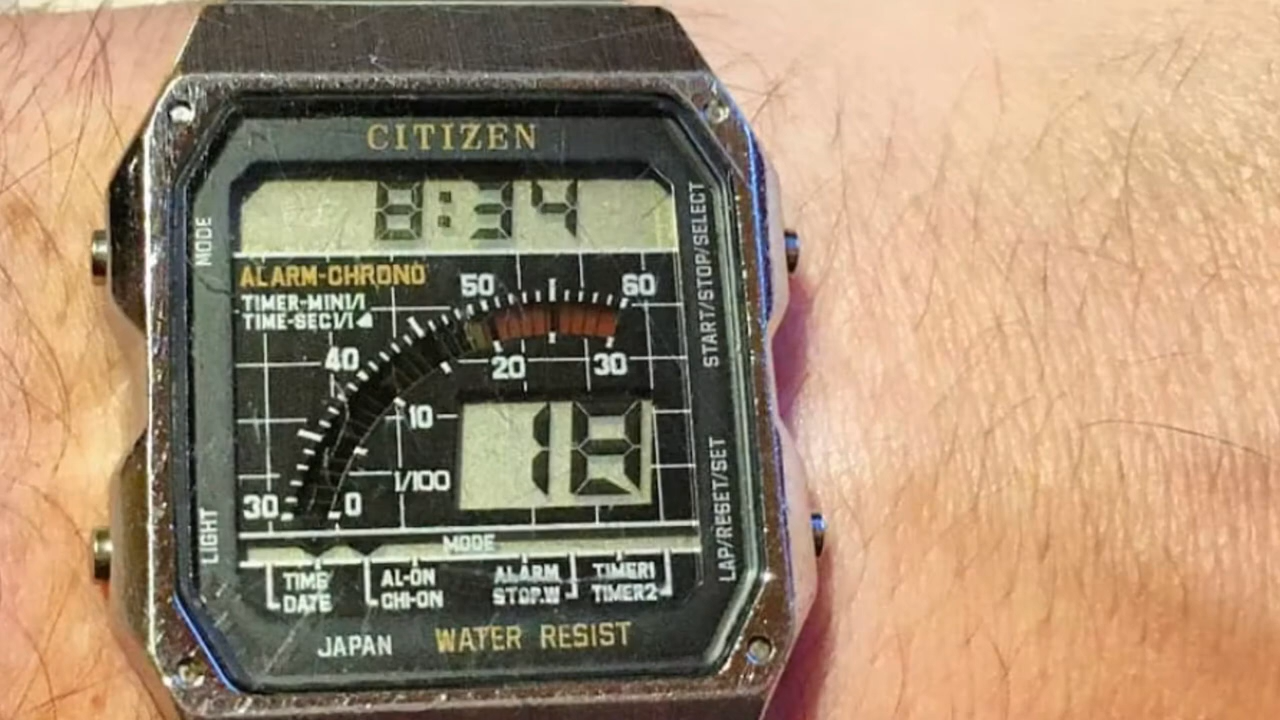 CITIZEN
8:34
MODE
START/STOP/SELECT
ALARM-CHRONO
TIMER-MIN1/1
TIME-SEC1/1
50 60
40
20 30
10
18
1/100
30 0
LIGHT
LAP/RESET/SET
MODE
TIME AL-ON ALARM TIMER1
DATE CHI-ON STOP.W TIMER2
JAPAN WATER RESIST